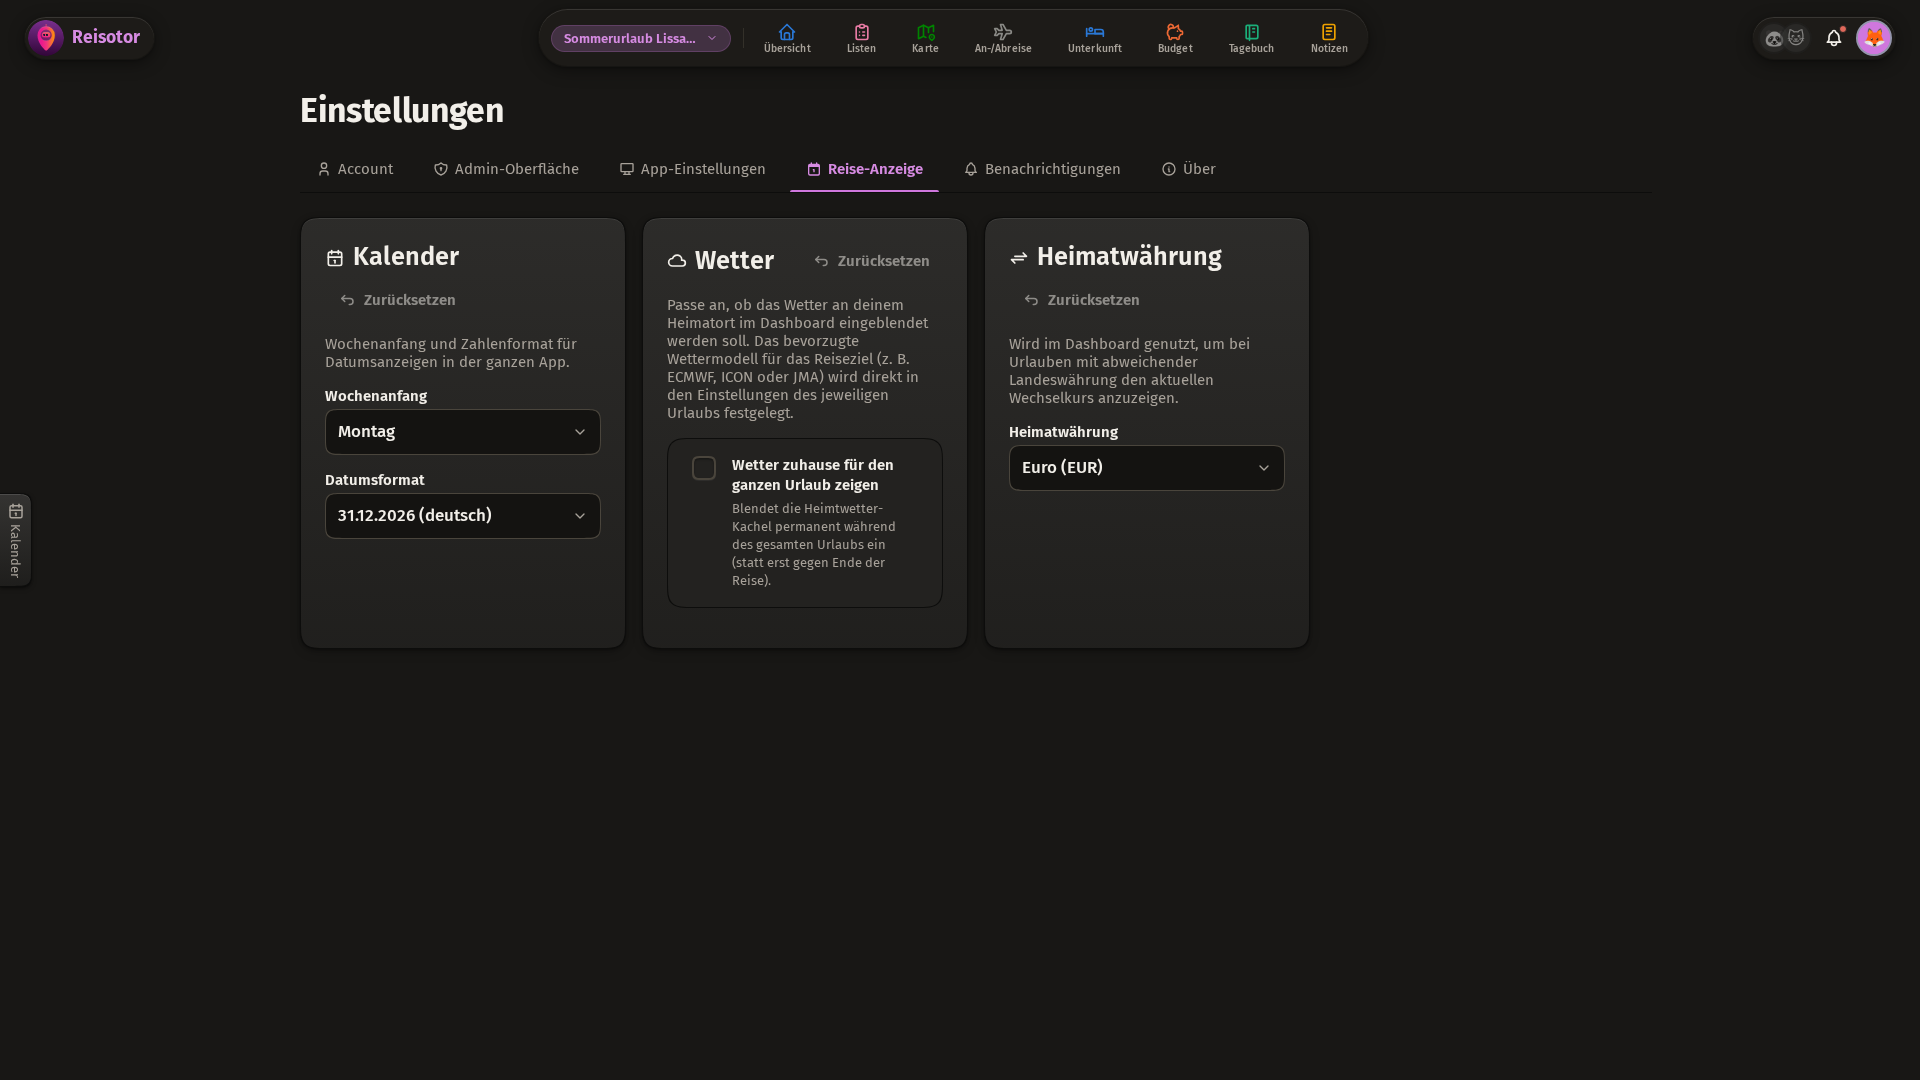 Reisotor
Sommerurlaub Lissa...
Übersicht
Listen
Karte
An-/Abreise
Unterkunft
Budget
Tagebuch
Notizen
Einstellungen
Account
Admin-Oberfläche
App-Einstellungen
Reise-Anzeige
Benachrichtigungen
Über
Kalender
Zurücksetzen
Wochenanfang und Zahlenformat für
Datumsanzeigen in der ganzen App.
Wochenanfang
Montag
Datumsformat
31.12.2026 (deutsch)
Wetter
Zurücksetzen
Passe an, ob das Wetter an deinem
Heimatort im Dashboard eingeblendet
werden soll. Das bevorzugte
Wettermodell für das Reiseziel (z. B.
ECMWF, ICON oder JMA) wird direkt in
den Einstellungen des jeweiligen
Urlaubs festgelegt.
Wetter zuhause für den
ganzen Urlaub zeigen
Blendet die Heimtwetter-
Kachel permanent während
des gesamten Urlaubs ein
(statt erst gegen Ende der
Reise).
Heimatwährung
Zurücksetzen
Wird im Dashboard genutzt, um bei
Urlauben mit abweichender
Landeswährung den aktuellen
Wechselkurs anzuzeigen.
Heimatwährung
Euro (EUR)
Kalender